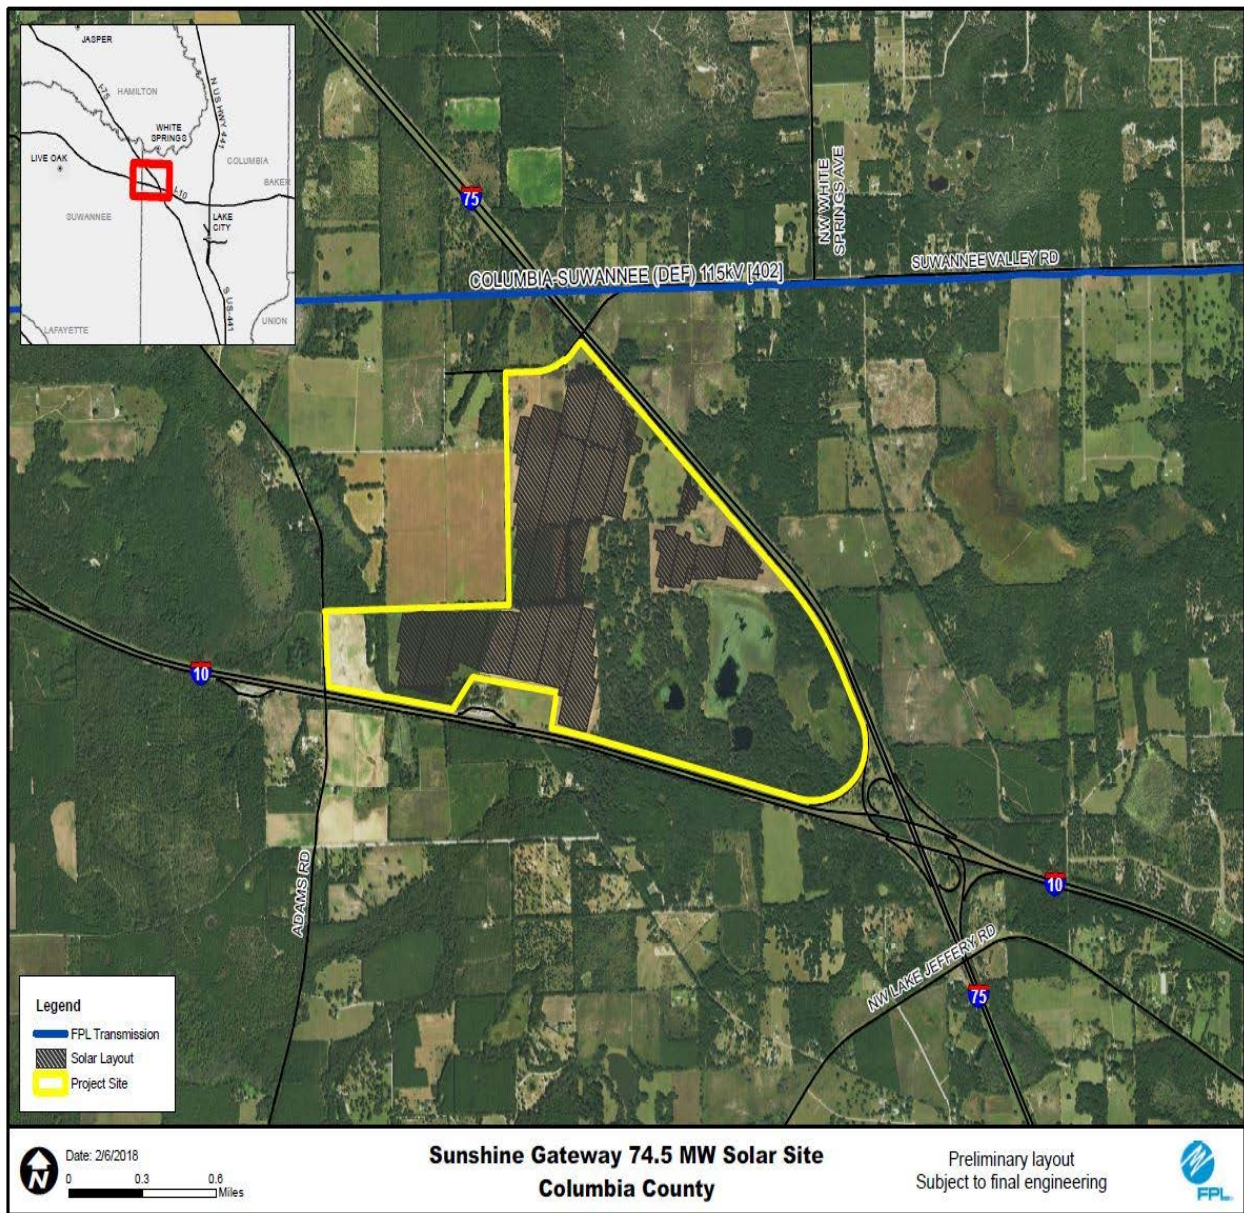 JASPER
HAMILTON
I-75
N US HWY 441
WHITE
SPRINGS
LIVE OAK
COLUMBIA
BAKER
I-10
SUWANNEE
LAKE
CITY
S US-441
UNION
LAFAYETTE
75
NW WHITE
SPRINGS AVE
SUWANNEE VALLEY RD
COLUMBIA-SUWANNEE (DEF) 115kV [402]
10
ADAMS RD
10
NW LAKE JEFFERY RD
75
Legend
FPL Transmission
Solar Layout
Project Site
N
Date: 2/6/2018
0 0.3 0.6
Miles
Sunshine Gateway 74.5 MW Solar Site
Columbia County
Preliminary layout
Subject to final engineering
FPL